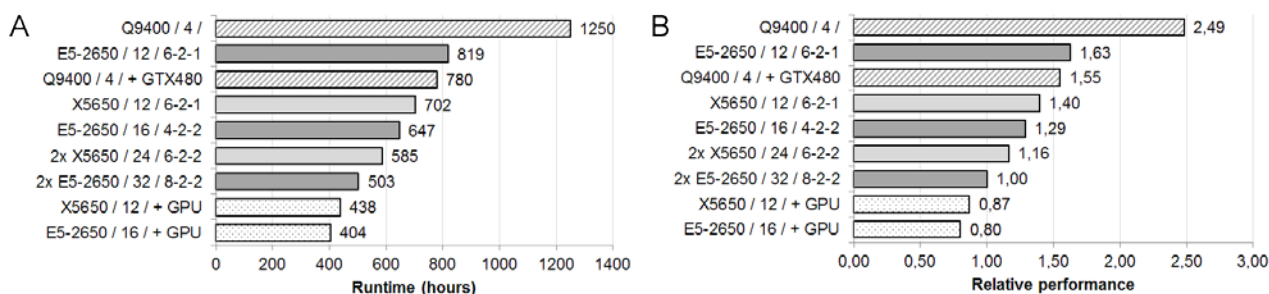 A
Q9400 / 4 / 1250
E5-2650 / 12 / 6-2-1 819
Q9400 / 4 / + GTX480 780
X5650 / 12 / 6-2-1 702
E5-2650 / 16 / 4-2-2 647
2x X5650 / 24 / 6-2-2 585
2x E5-2650 / 32 / 8-2-2 503
X5650 / 12 / + GPU 438
E5-2650 / 16 / + GPU 404
0 200 400 600 800 1000 1200 1400
Runtime (hours)
B
Q9400 / 4 / 2,49
E5-2650 / 12 / 6-2-1 1,63
Q9400 / 4 / + GTX480 1,55
X5650 / 12 / 6-2-1 1,40
E5-2650 / 16 / 4-2-2 1,29
2x X5650 / 24 / 6-2-2 1,16
2x E5-2650 / 32 / 8-2-2 1,00
X5650 / 12 / + GPU 0,87
E5-2650 / 16 / + GPU 0,80
0,00 0,50 1,00 1,50 2,00 2,50 3,00
Relative performance